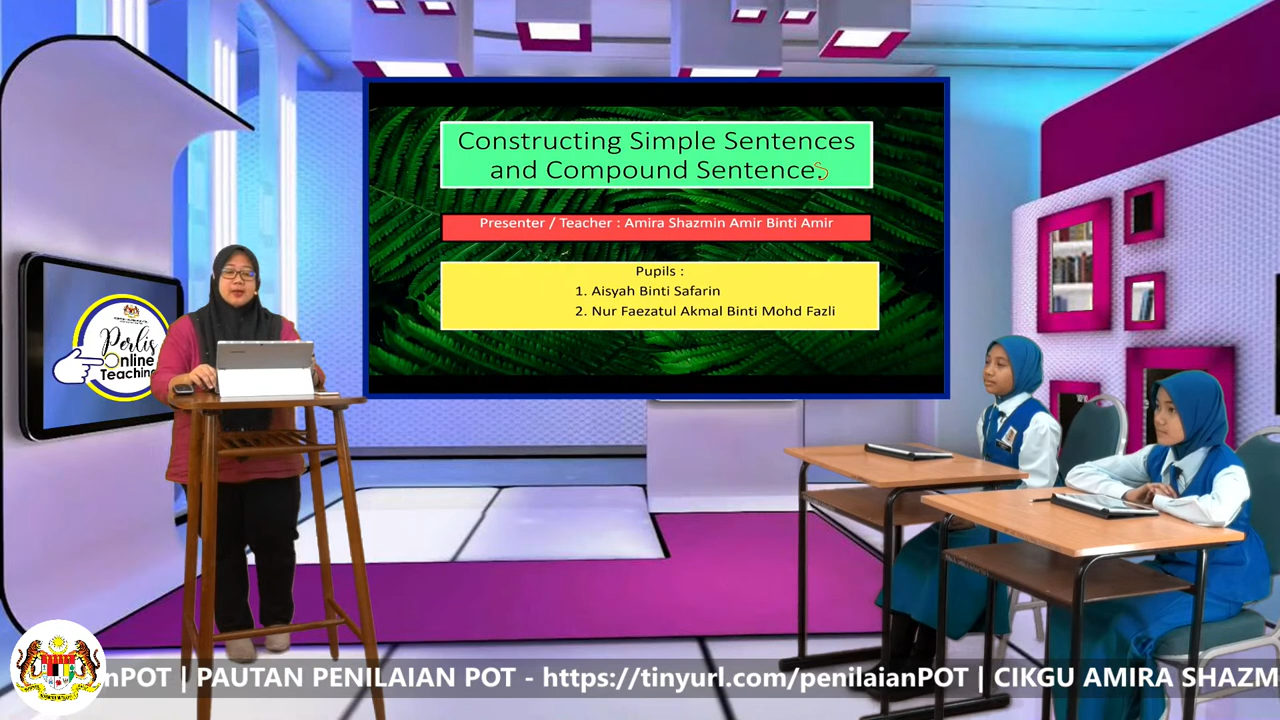 Constructing Simple Sentences
and Compound Sentences
Presenter / Teacher : Amira Shazmin Amir Binti Amir
Pupils :
1. Aisyah Binti Safarin
2. Nur Faezatul Akmal Binti Mohd Fazli
Perlis
Online
Teaching
nPOT | PAUTAN PENILAIAN POT - https://tinyurl.com/penilaianPOT | CIKGU AMIRA SHAZM